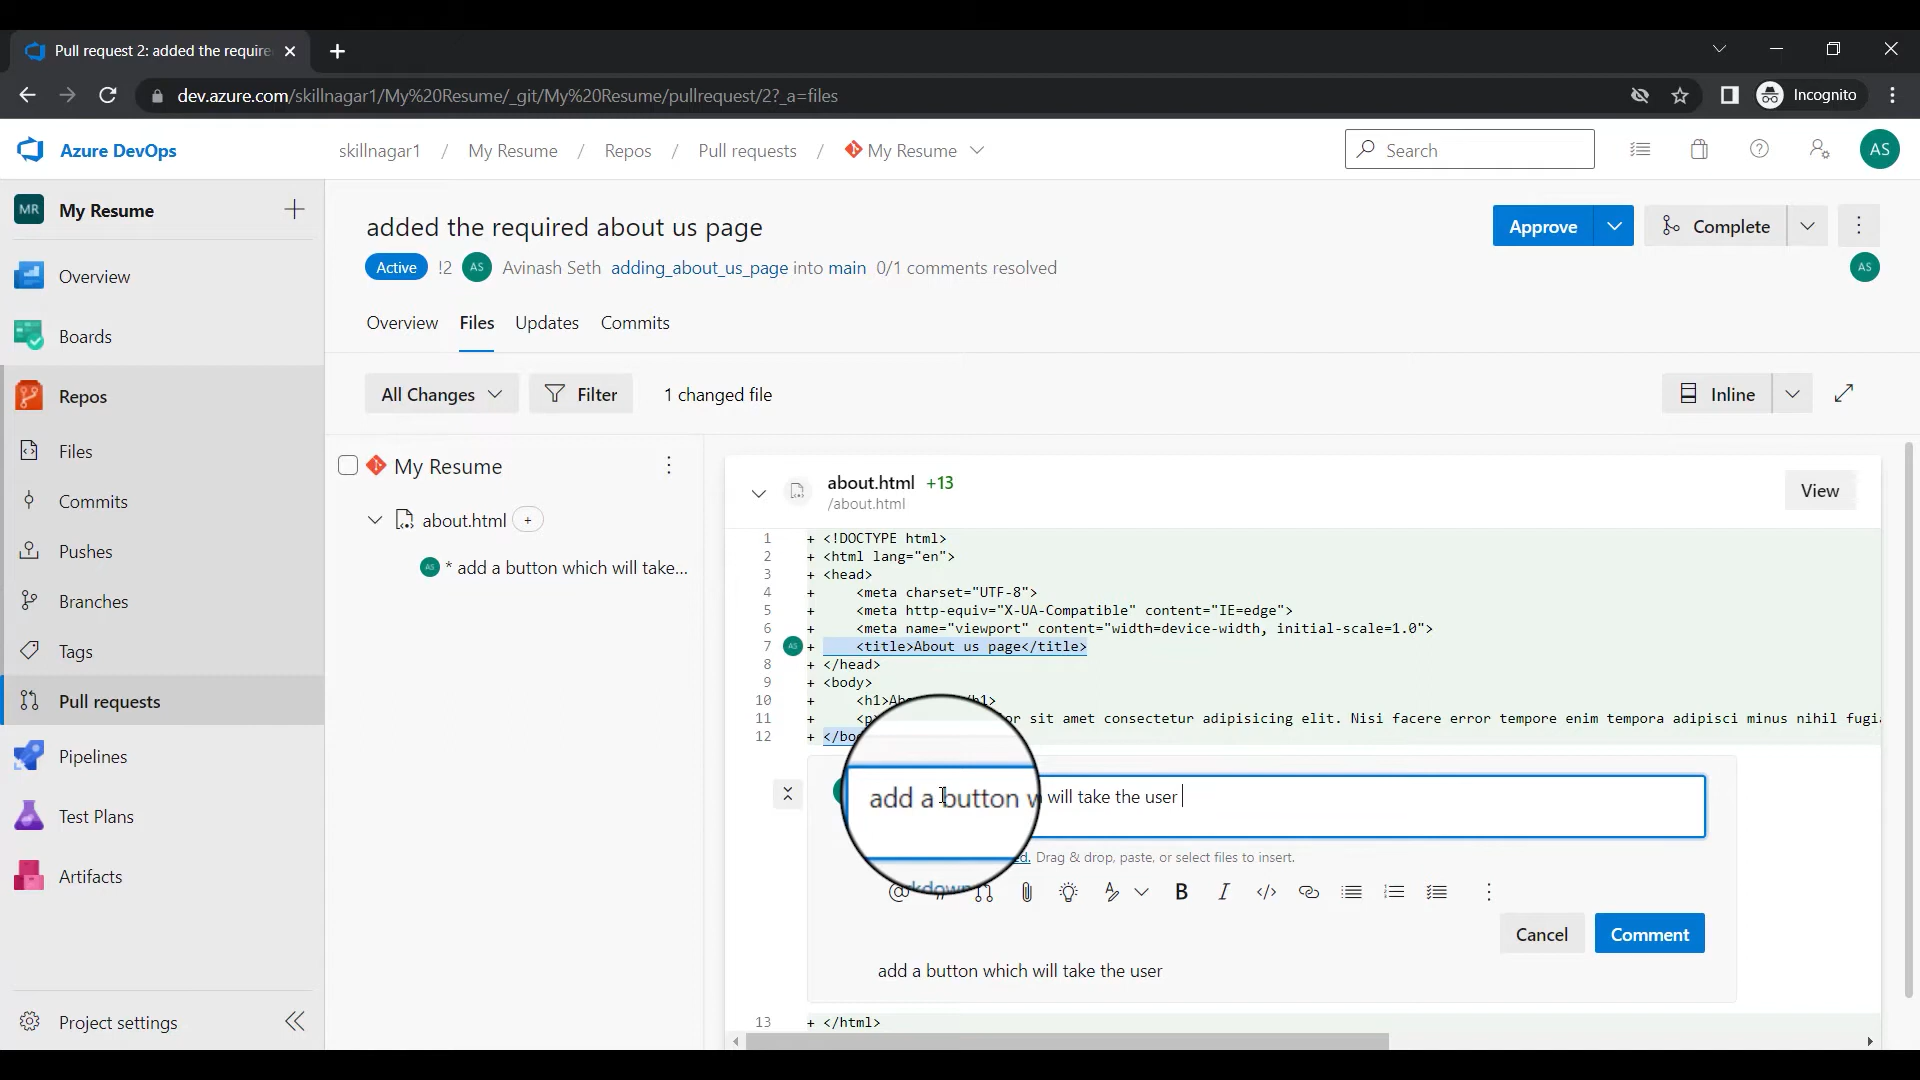 Pull request 2: added the require
dev.azure.com/skillnagar1/My%20Resume/_git/My%20Resume/pullrequest/2?_a=files
Incognito
Azure DevOps
skillnagar1 / My Resume / Repos / Pull requests / My Resume
Search
AS
MR My Resume
added the required about us page
Approve
Complete
Active !2 AS Avinash Seth adding_about_us_page into main 0/1 comments resolved
AS
Overview
Boards
Repos
Files
Commits
Pushes
Branches
Tags
Pull requests
Pipelines
Test Plans
Artifacts
Project settings
Overview Files Updates Commits
All Changes Filter 1 changed file
Inline
My Resume
about.html +
AS * add a button which will take...
about.html +13
/about.html
View
1 + <!DOCTYPE html>
2 + <html lang="en">
3 + <head>
4 + <meta charset="UTF-8">
5 + <meta http-equiv="X-UA-Compatible" content="IE=edge">
6 + <meta name="viewport" content="width=device-width, initial-scale=1.0">
7 AS + <title>About us page</title>
8 + </head>
9 + <body>
10 + <h1>Ab /h1>
11 + <p or sit amet consectetur adipisicing elit. Nisi facere error tempore enim tempora adipisci minus nihil fugi
12 + </bo
add a button w will take the user
ed. Drag & drop, paste, or select files to insert.
kdown
B I </>
Cancel
Comment
add a button which will take the user
13 + </html>